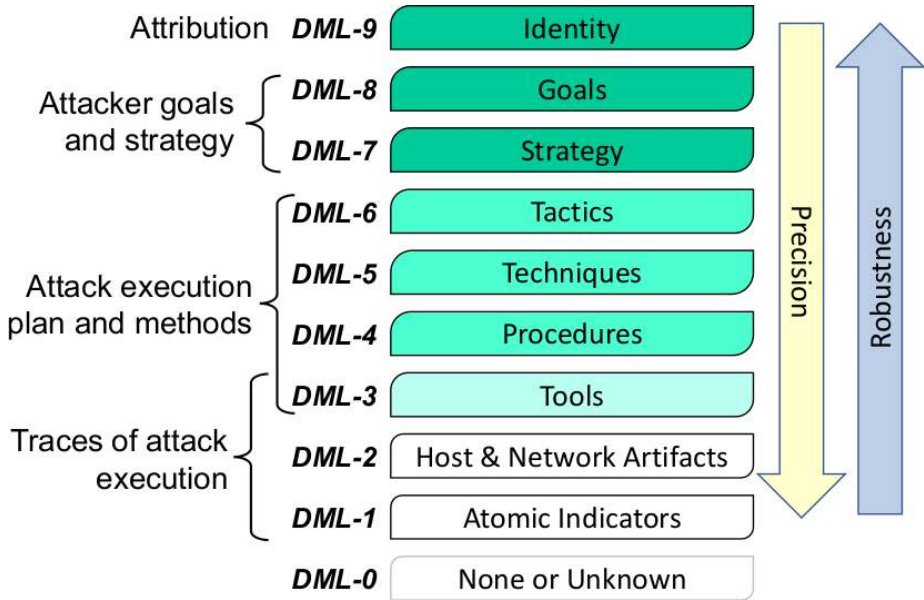 Attribution DML-9 Identity
Attacker goals
and strategy
DML-8 Goals
DML-7 Strategy
Attack execution
plan and methods
DML-6 Tactics
DML-5 Techniques
DML-4 Procedures
DML-3 Tools
Traces of attack
execution
DML-2 Host & Network Artifacts
DML-1 Atomic Indicators
DML-0 None or Unknown
Precision
Robustness